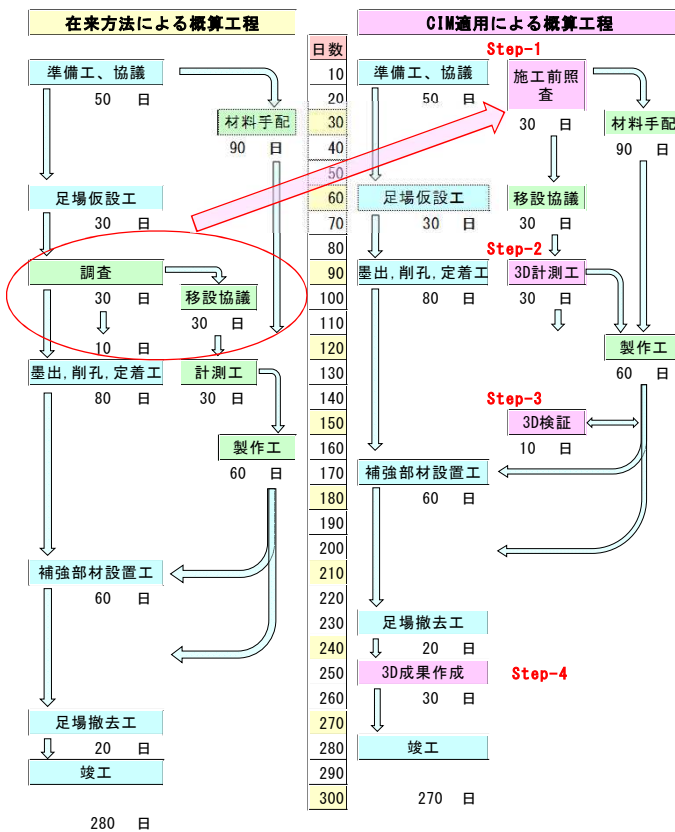 在来方法による概算工程
準備工、協議
50 日
材料手配
90 日
足場仮設工
30 日
調査
30 日
移設協議
30 日
10 日
墨出,削孔,定着工
80 日
計測工
30 日
製作工
60 日
補強部材設置工
60 日
足場撤去工
20 日
竣工
280 日
日数
10
20
30
40
50
60
70
80
90
100
110
120
130
140
150
160
170
180
190
200
210
220
230
240
250
260
270
280
290
300
CIM適用による概算工程
Step-1
準備工、協議
50 日
施工前照
査
30 日
材料手配
90 日
足場仮設工
30 日
移設協議
30 日
Step-2
墨出,削孔,定着工
80 日
3D計測工
30 日
製作工
60 日
Step-3
3D検証
10 日
補強部材設置工
60 日
足場撤去工
20 日
3D成果作成
Step-4
30 日
竣工
270 日